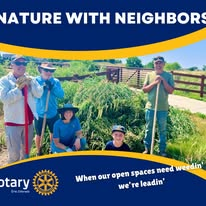 NATURE WITH NEIGHBORS
When our open spaces need weedin'
we're leadin'
otary